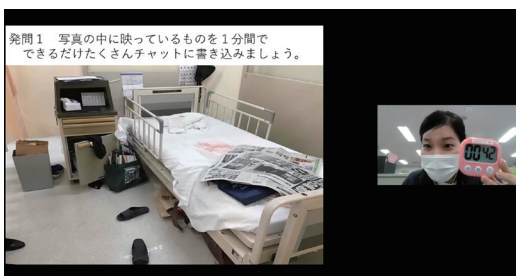 発問１　写真の中に映っているものを１分間で
できるだけたくさんチャットに書き込みましょう。
00:42